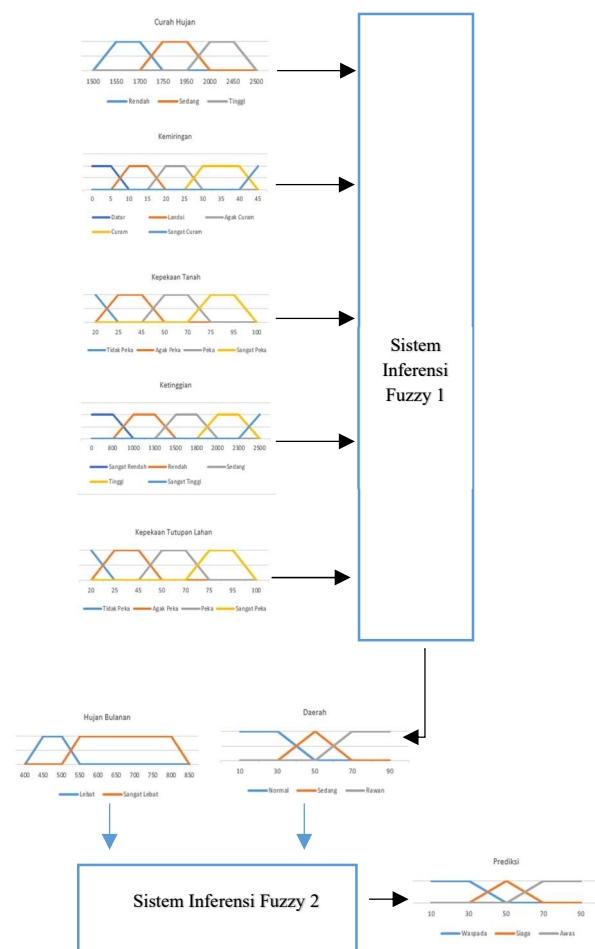 Curah Hujan
1500 1550 1700 1750 1950 2000 2450 2500
Rendah Sedang Tinggi
Kemiringan
0 5 10 15 20 25 30 35 40 45
Datar Landai Agak Curam
Curam Sangat Curam
Kepekaan Tanah
20 25 45 50 70 75 95 100
Tidak Peka Agak Peka Peka Sangat Peka
Ketinggian
0 800 1000 1300 1500 1800 2000 2300 2500
Sangat Rendah Rendah Sedang
Tinggi Sangat Tinggi
Kepekaan Tutupan Lahan
20 25 45 50 70 75 95 100
Tidak Peka Agak Peka Peka Sangat Peka
Sistem
Inferensi
Fuzzy 1
Hujan Bulanan
400 450 500 550 600 650 700 750 800 850
Lebat Sangat Lebat
Daerah
10 30 50 70 90
Normal Sedang Rawan
Sistem Inferensi Fuzzy 2
Prediksi
10 30 50 70 90
Waspada Siaga Awas